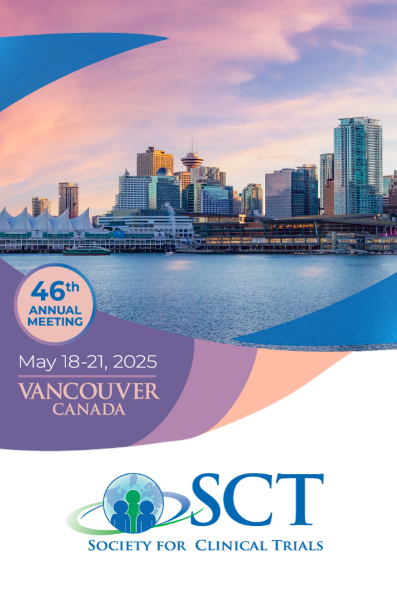 46th
ANNUAL
MEETING
May 18-21, 2025
VANCOUVER
CANADA
SCT
SOCIETY FOR CLINICAL TRIALS